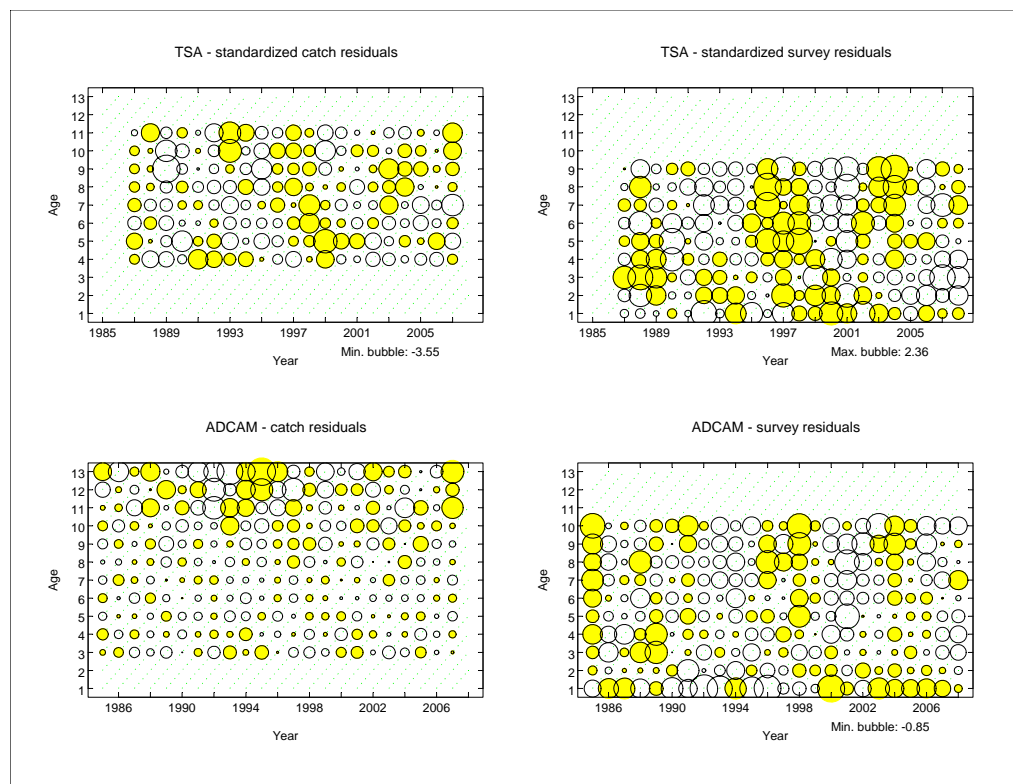 TSA - standardized catch residuals
13
12
11
10
9
8
7
6
5
4
3
2
1
Age
1985 1989 1993 1997 2001 2005
Year
Min. bubble: -3.55
TSA - standardized survey residuals
13
12
11
10
9
8
7
6
5
4
3
2
1
Age
1985 1989 1993 1997 2001 2005
Year
Max. bubble: 2.36
ADCAM - catch residuals
13
12
11
10
9
8
7
6
5
4
3
2
1
Age
1986 1990 1994 1998 2002 2006
Year
ADCAM - survey residuals
13
12
11
10
9
8
7
6
5
4
3
2
1
Age
1986 1990 1994 1998 2002 2006
Year
Min. bubble: -0.85